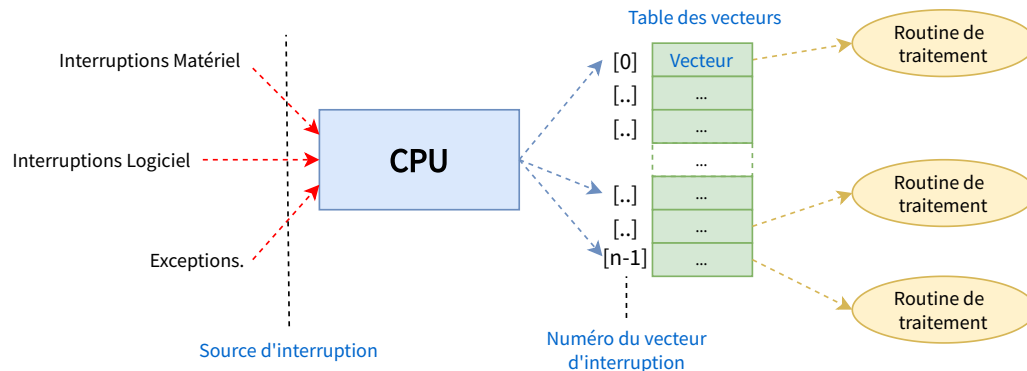 Table des vecteurs
Routine de
traitement
Interruptions Matériel
[0]
Vecteur
[..]
...
[..]
...
CPU
...
Interruptions Logiciel
[..]
...
Routine de
traitement
[..]
...
Exceptions.
[n-1]
...
Routine de
traitement
Source d'interruption
Numéro du vecteur
d'interruption